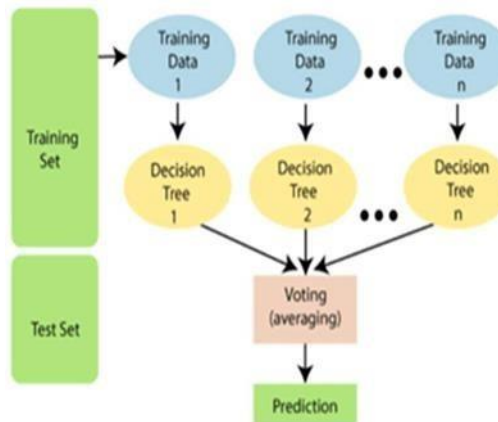 Training
Set
Test Set
Training
Data
1
Training
Data
2
Training
Data
n
Decision
Tree
1
Decision
Tree
2
Decision
Tree
n
Voting
(averaging)
Prediction